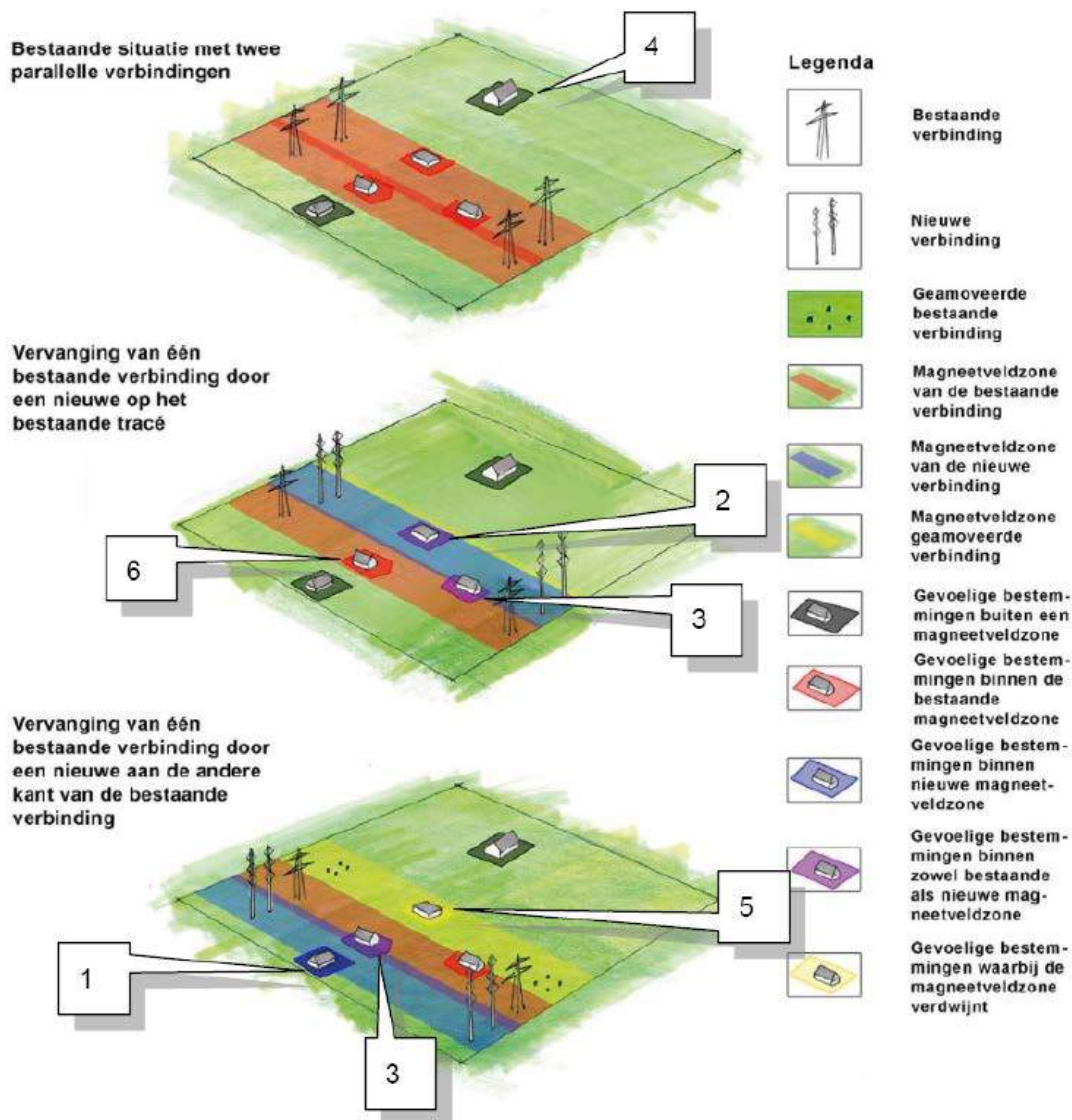 Bestaande situatie met twee
parallelle verbindingen
4
Vervanging van één
bestaande verbinding door
een nieuwe op het
bestaande tracé
2
6
3
Vervanging van één
bestaande verbinding door
een nieuwe aan de andere
kant van de bestaande
verbinding
5
1
3
Legenda
Bestaande
verbinding
Nieuwe
verbinding
Geamoveerde
bestaande
verbinding
Magneetveldzone
van de bestaande
verbinding
Magneetveldzone
van de nieuwe
verbinding
Magneetveldzone
geamoveerde
verbinding
Gevoelige bestem-
mingen buiten een
magneetveldzone
Gevoelige bestem-
mingen binnen de
bestaande
magneetveldzone
Gevoelige bestem-
mingen binnen
nieuwe magneet-
veldzone
Gevoelige bestem-
mingen binnen
zowel bestaande
als nieuwe mag-
neetveldzone
Gevoelige bestem-
mingen waarbij de
magneetveldzone
verdwijnt